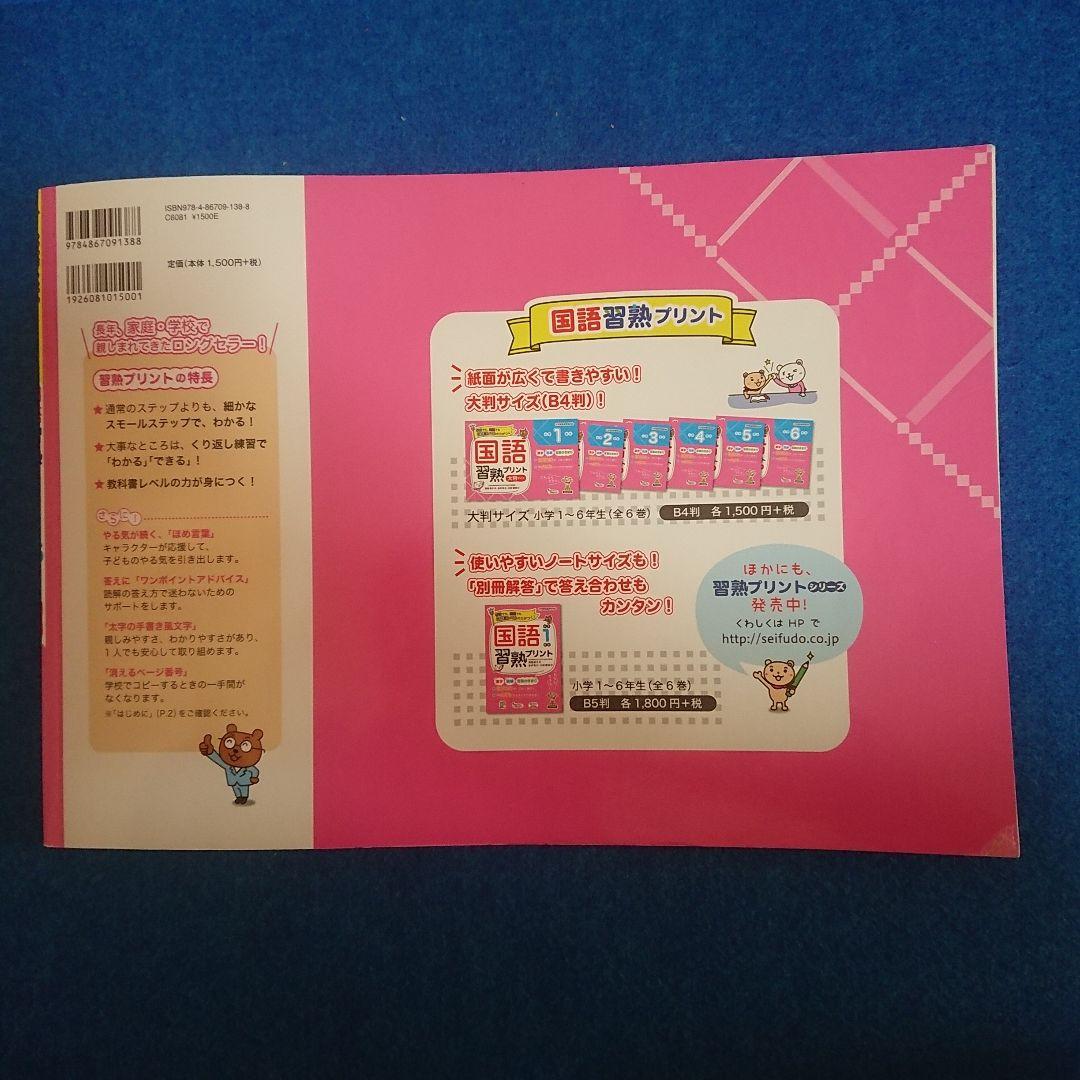 ISBN978-4-86709-138-8
C6081 ¥1500E
9784867091388
定価(本体1,500円+税)
1926081015001
長年、家庭・学校で
親しまれてきたロングセラー!
習熟プリントの特長
★通常のステップよりも、細かな
スモールステップで、わかる!
★大事なところは、くり返し練習で
「わかる」「できる」!
★教科書レベルの力が身につく!
さらに!
やる気が続く、「ほめ言葉」
キャラクターが応援して、
子どものやる気を引き出します。
答えに「ワンポイントアドバイス」
読解の答え方で迷わないための
サポートをします。
「太字の手書き風文字」
親しみやすさ、わかりやすさがあり、
1人でも安心して取り組めます。
「消えるページ番号」
学校でコピーするときの一手間が
なくなります。
※「はじめに」(P.2)をご確認ください。
国語習熟プリント
紙面が広くて書きやすい!
大判サイズ(B4判)!
国語
習熟プリント
大判サイズ
1
2
3
4
5
6
大判サイズ 小学1〜6年生(全6巻)
B4判 各1,500円+税
使いやすいノートサイズも!
「別冊解答」で答え合わせも
カンタン!
国語
1
習熟プリント
小学1〜6年生(全6巻)
B5判 各1,800円+税
ほかにも、
習熟プリントシリーズ
発売中!
くわしくは HP で
http://seifudo.co.jp